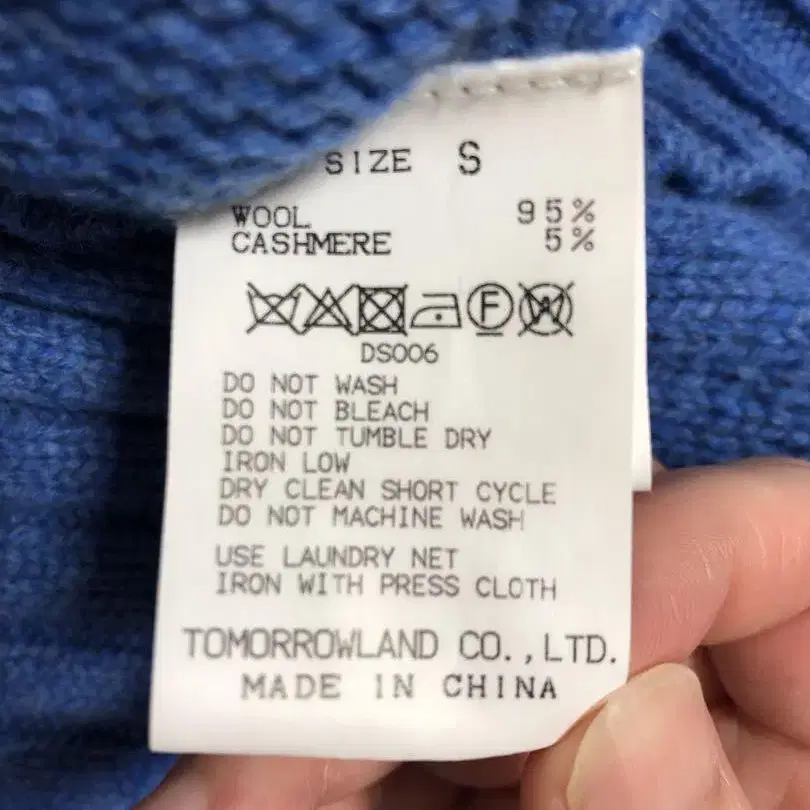 SIZE S
WOOL 95%
CASHMERE 5%
F W
DS006
DO NOT WASH
DO NOT BLEACH
DO NOT TUMBLE DRY
IRON LOW
DRY CLEAN SHORT CYCLE
DO NOT MACHINE WASH
USE LAUNDRY NET
IRON WITH PRESS CLOTH
TOMORROWLAND CO.,LTD.
MADE IN CHINA